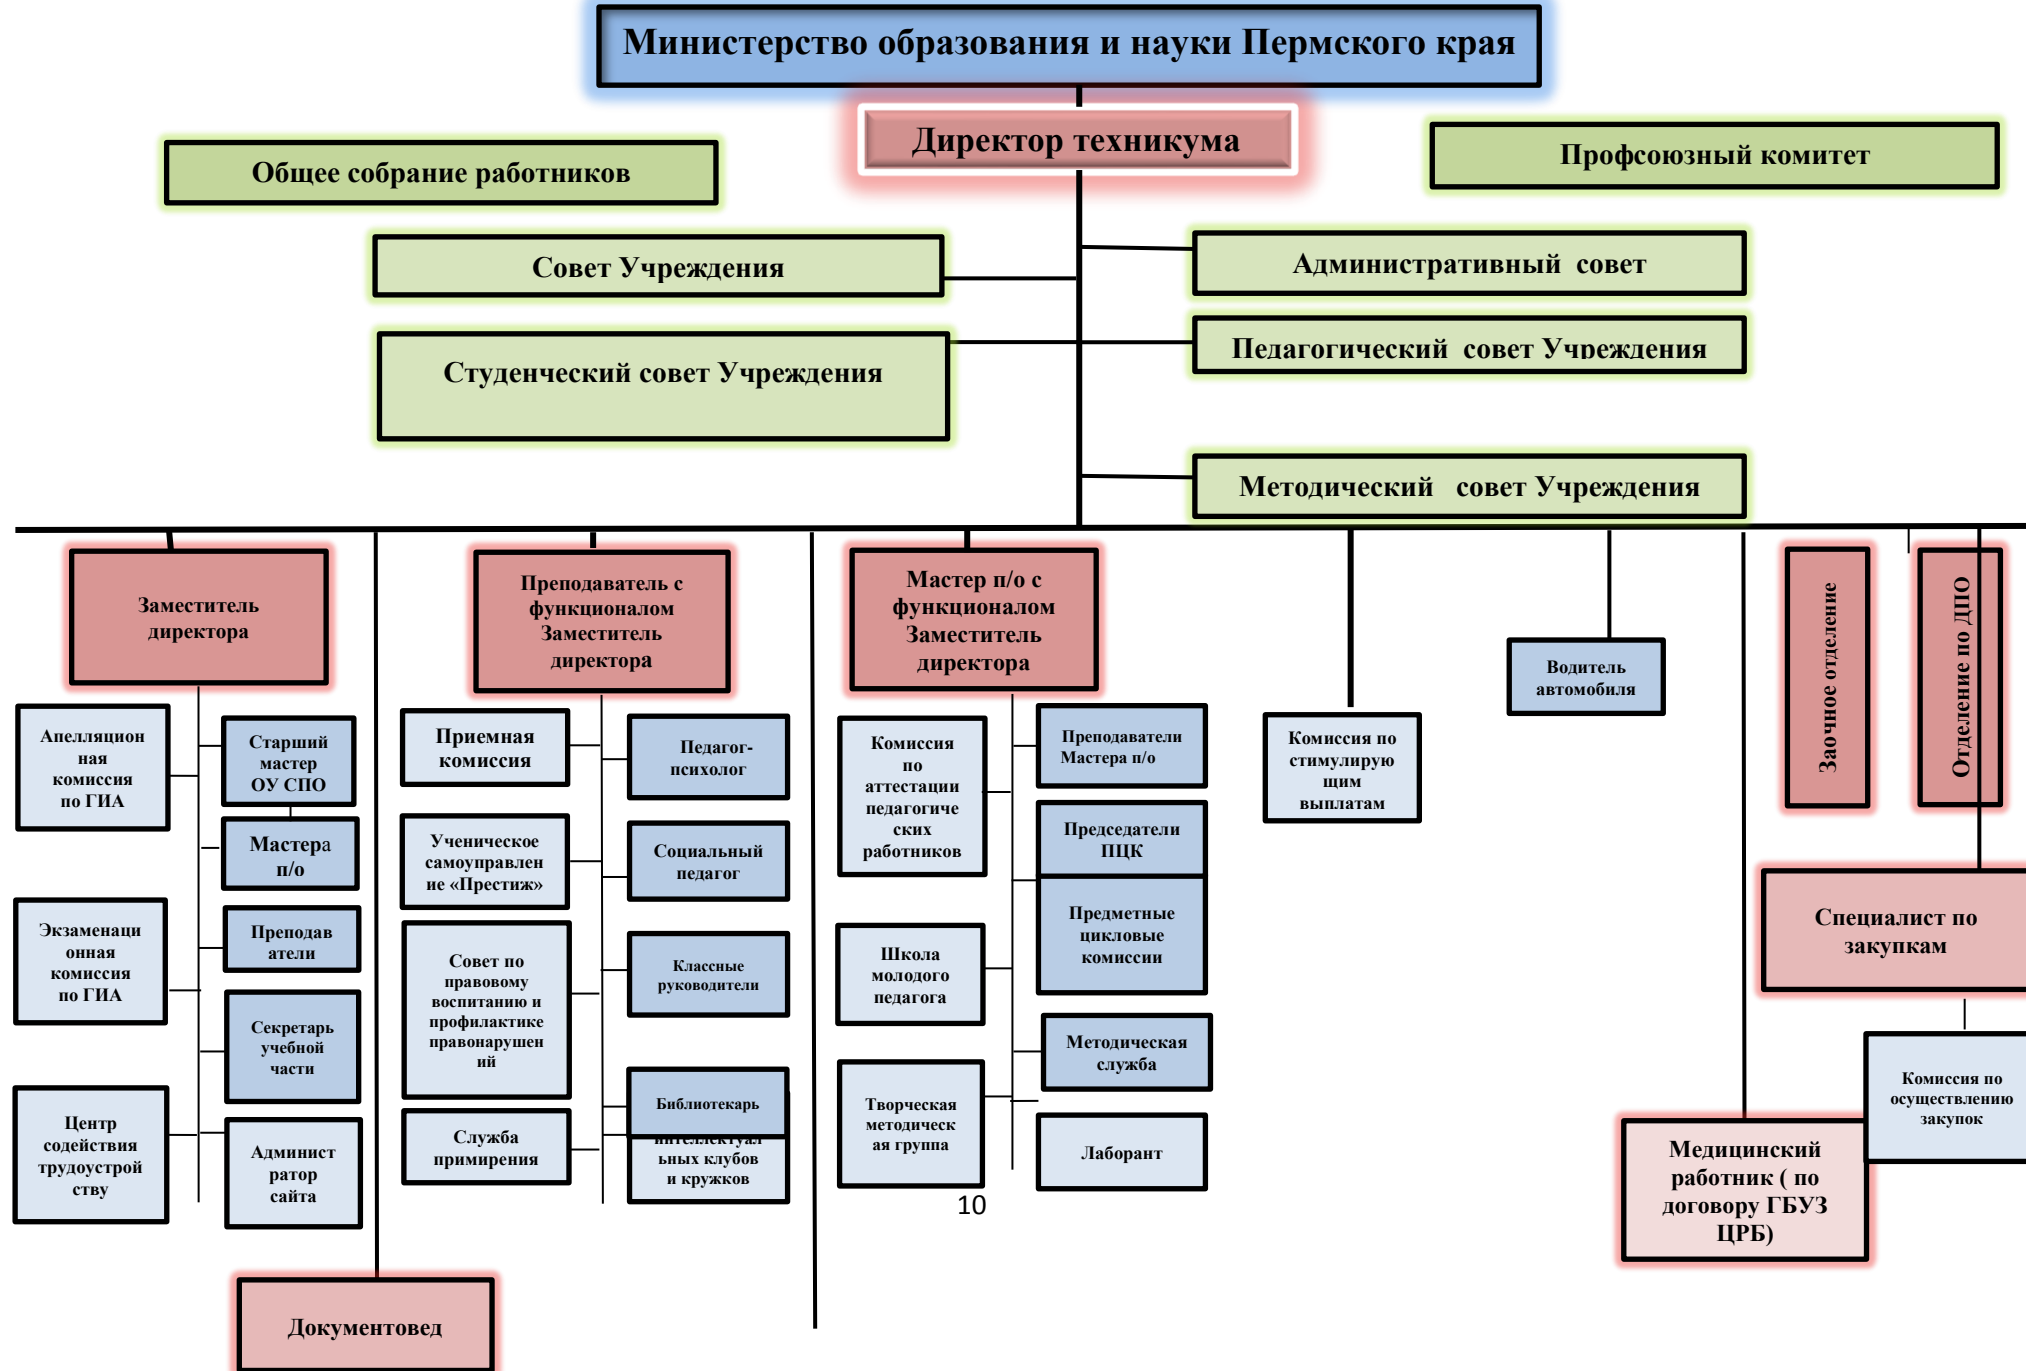 Министерство образования и науки Пермского края
Директор техникума
Общее собрание работников
Профсоюзный комитет
Совет Учреждения
Административный совет
Студенческий совет Учреждения
Педагогический совет Учреждения
Методический совет Учреждения
Заместитель
директора
Апелляцион
ная
комиссия
по ГИА
Старший
мастер
ОУ СПО
Мастера
п/о
Экзаменаци
онная
комиссия
по ГИА
Преподав
атели
Секретарь
учебной
части
Центр
содействия
трудоустрой
ству
Админист
ратор
сайта
Документовед
Преподаватель с
функционалом
Заместитель
директора
Приемная
комиссия
Педагог-
психолог
Ученическое
самоуправлен
ие «Престиж»
Социальный
педагог
Совет по
правовому
воспитанию и
профилактике
правонарушен
ий
Классные
руководители
Библиотекарь
Служба
примирения
интеллектуал
ьных клубов
и кружков
Мастер п/о с
функционалом
Заместитель
директора
Комиссия
по
аттестации
педагогиче
ских
работников
Преподаватели
Мастера п/о
Председатели
ПЦК
Предметные
цикловые
комиссии
Школа
молодого
педагога
Методическая
служба
Творческая
методическ
ая группа
Лаборант
10
Комиссия по
стимулирую
щим
выплатам
Водитель
автомобиля
Заочное отделение
Отделение по ДПО
Специалист по
закупкам
Комиссия по
осуществлению
закупок
Медицинский
работник ( по
договору ГБУЗ
ЦРБ)